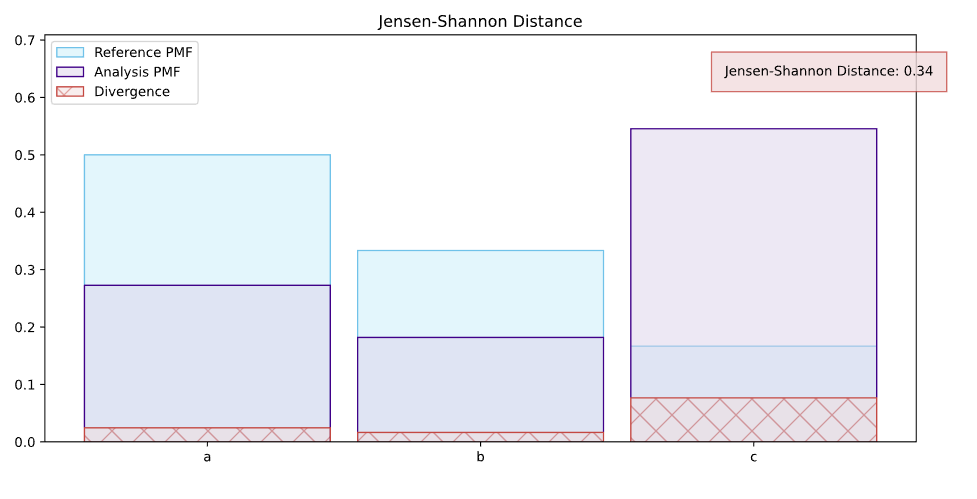 Jensen-Shannon Distance
Reference PMF
Analysis PMF
Divergence
Jensen-Shannon Distance: 0.34
0.7
0.6
0.5
0.4
0.3
0.2
0.1
0.0
a
b
c